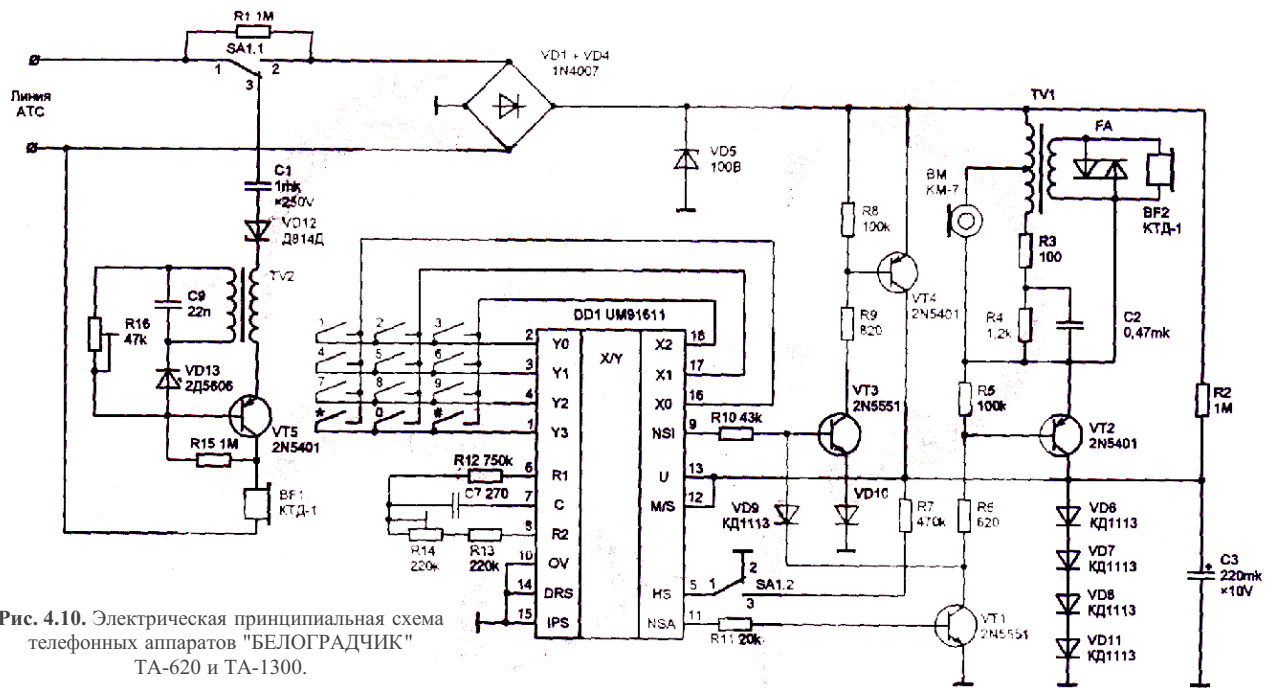 R1 1M
SA1.1
1
2
3
Линия
АТС
VD1 ÷ VD4
1N4007
VD5
100В
TV1
FA
BM
КМ-7
BF2
КТД-1
C1
1mk
×250V
VD12
Д814Д
TV2
C9
22n
R16
47k
VD13
2Д5606
VT5
2N5401
R15 1M
BF1
КТД-1
R8
100k
R9
820
VT4
2N5401
R3
100
R4
1,2k
C2
0,47mk
R5
100k
VT2
2N5401
R2
1M
1
2
3
4
5
6
7
8
9
*
0
#
DD1 UM91611
X/Y
2
Y0
3
Y1
4
Y2
1
Y3
6
R1
7
C
8
R2
10
OV
14
DRS
15
IPS
X2
18
X1
17
X0
16
NSI
9
U
13
M/S
12
HS
5
NSA
11
R12 750k
C7 270
R14
220k
R13
220k
R10 43k
VT3
2N5551
VD9
КД1113
VD10
R7
470k
R6
620
1
2
3
SA1.2
R11 20k
VT1
2N5551
VD6
КД1113
VD7
КД1113
VD8
КД1113
VD11
КД1113
C3
+
220mk
×10V
Рис. 4.10. Электрическая принципиальная схема
телефонных аппаратов "БЕЛОГРАДЧИК"
ТА-620 и ТА-1300.